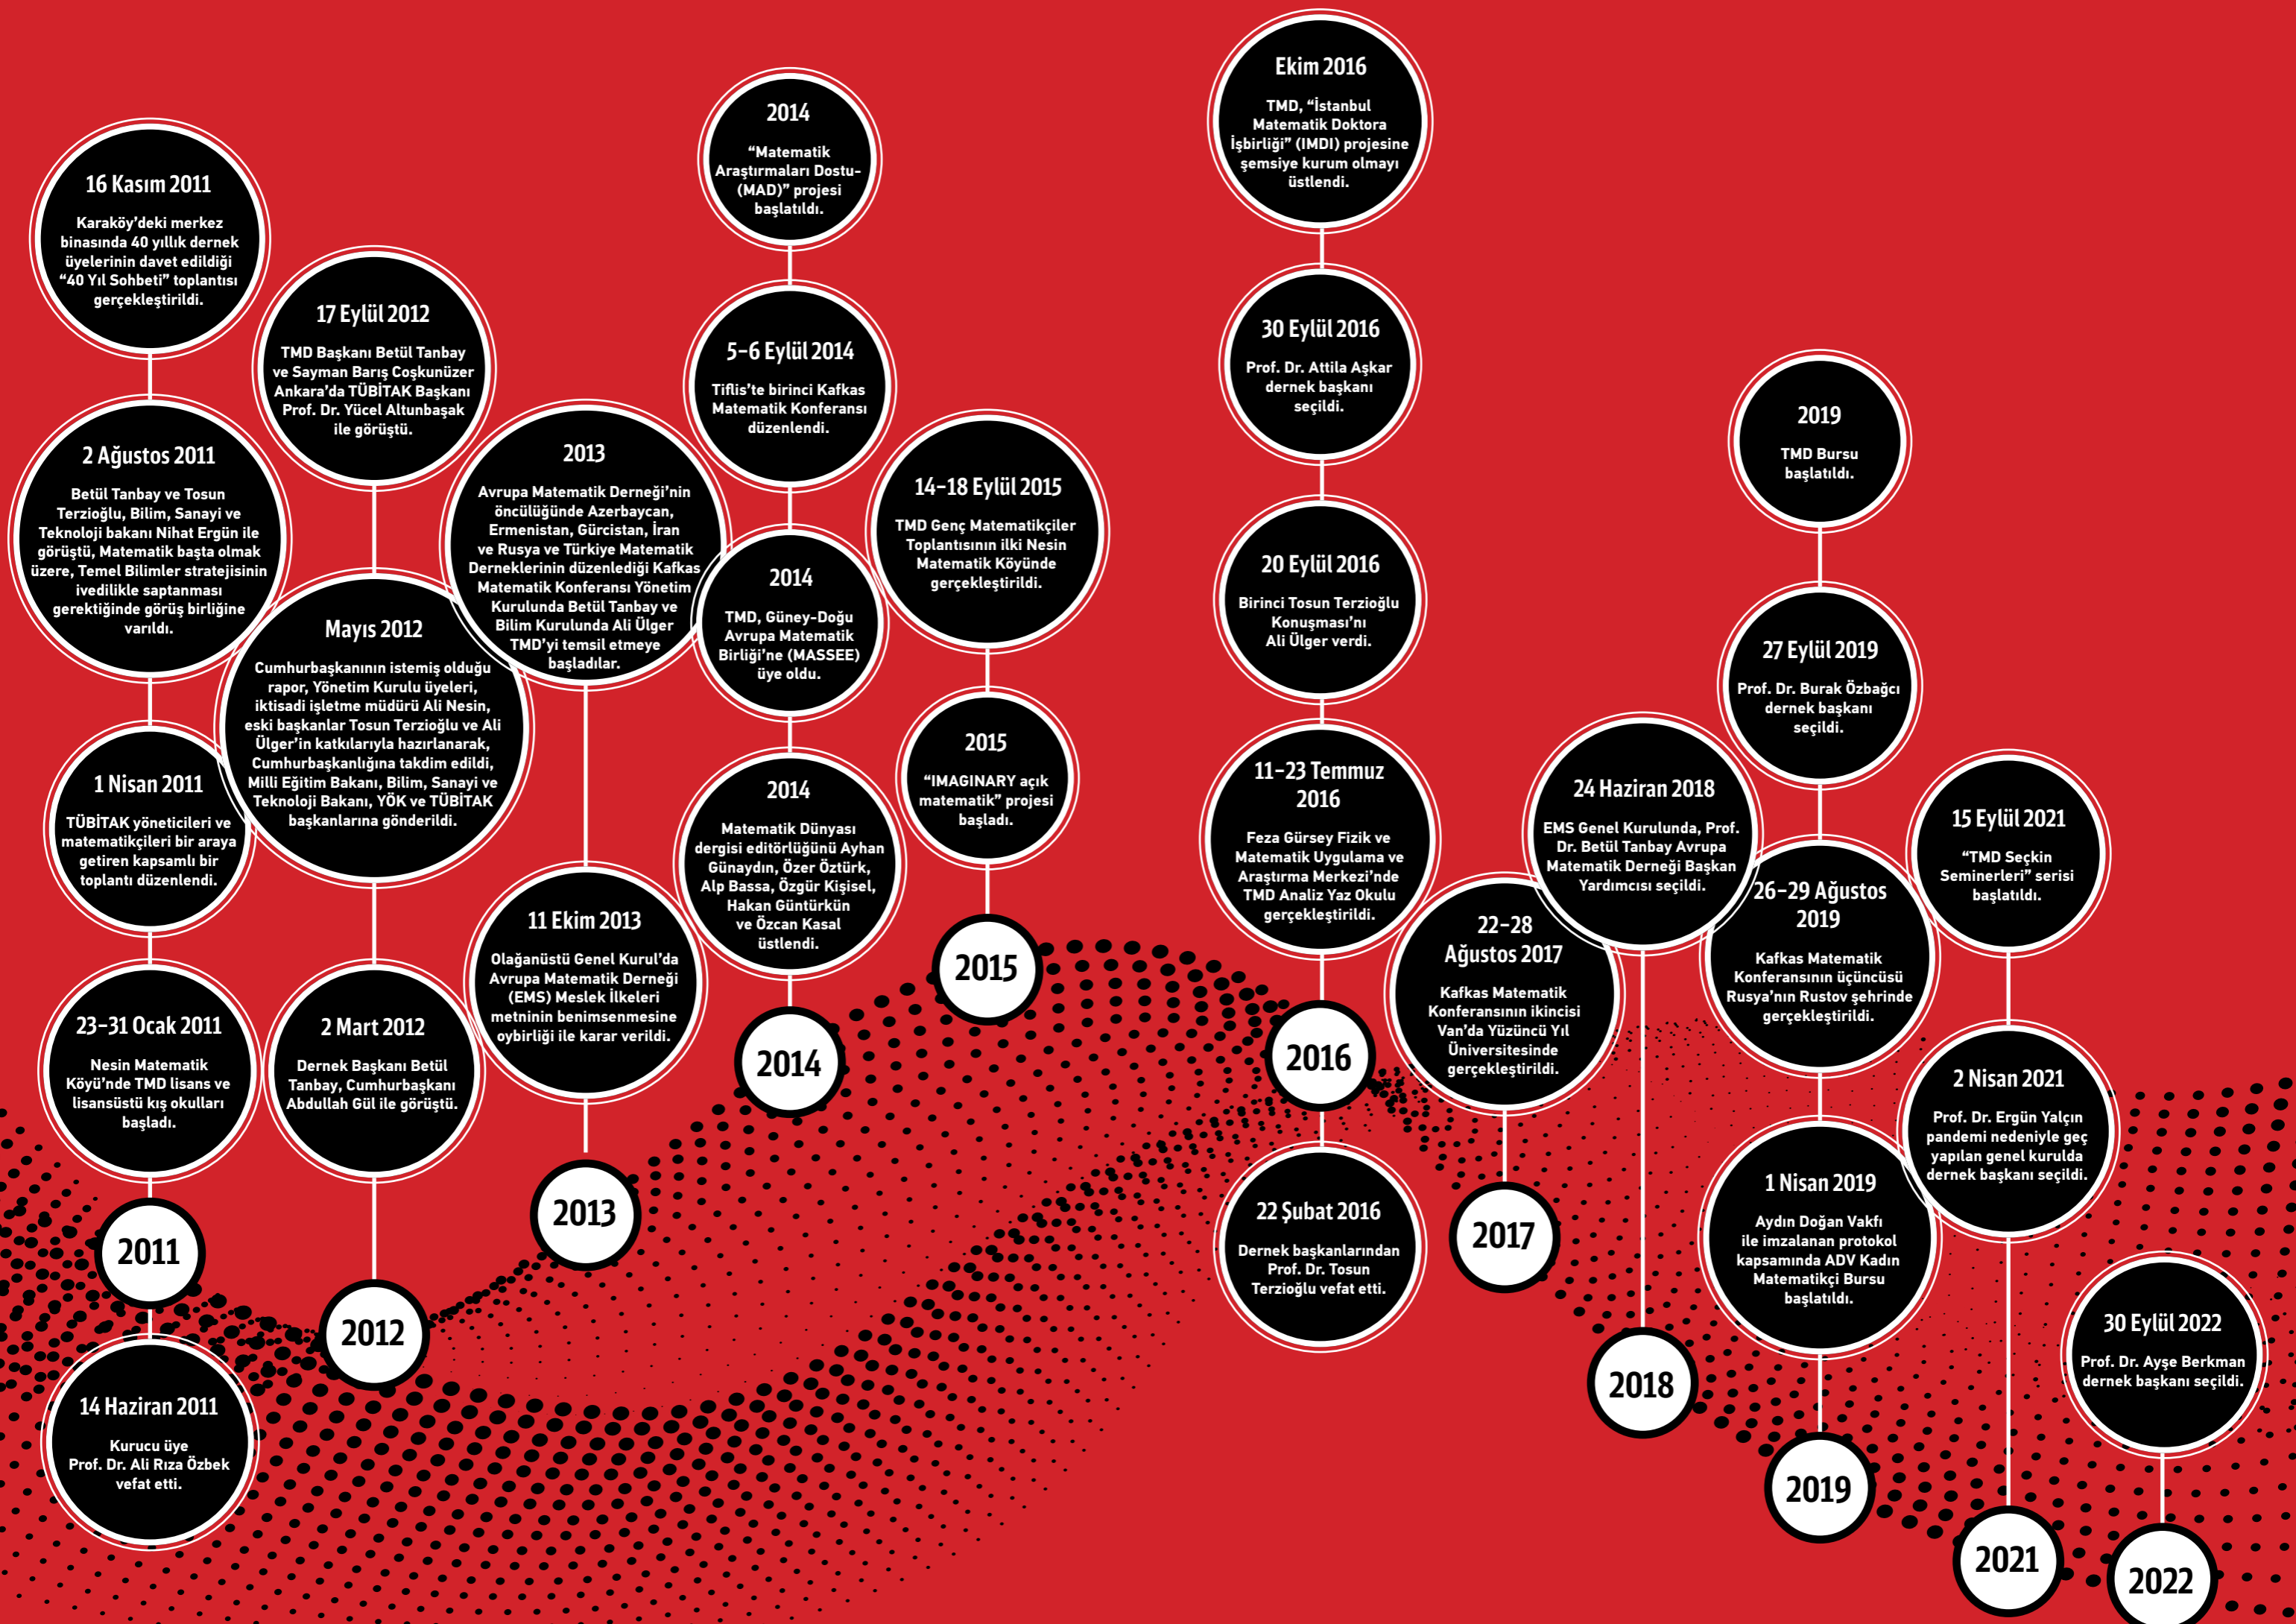 16 Kasım 2011
Karaköy’deki merkez
binasında 40 yıllık dernek
üyelerinin davet edildiği
“40 Yıl Sohbeti” toplantısı
gerçekleştirildi.
2 Ağustos 2011
Betül Tanbay ve Tosun
Terzioğlu, Bilim, Sanayi ve
Teknoloji bakanı Nihat Ergün ile
görüştü, Matematik başta olmak
üzere, Temel Bilimler stratejisinin
ivedilikle saptanması
gerektiğinde görüş birliğine
varıldı.
1 Nisan 2011
TÜBİTAK yöneticileri ve
matematikçileri bir araya
getiren kapsamlı bir
toplantı düzenlendi.
23-31 Ocak 2011
Nesin Matematik
Köyü’nde TMD lisans ve
lisansüstü kış okulları
başladı.
2011
14 Haziran 2011
Kurucu üye
Prof. Dr. Ali Rıza Özbek
vefat etti.
17 Eylül 2012
TMD Başkanı Betül Tanbay
ve Sayman Barış Coşkunüzer
Ankara’da TÜBİTAK Başkanı
Prof. Dr. Yücel Altunbaşak
ile görüştü.
Mayıs 2012
Cumhurbaşkanının istemiş olduğu
rapor, Yönetim Kurulu üyeleri,
iktisadi işletme müdürü Ali Nesin,
eski başkanlar Tosun Terzioğlu ve Ali
Ülger’in katkılarıyla hazırlanarak,
Cumhurbaşkanlığına takdim edildi,
Milli Eğitim Bakanı, Bilim, Sanayi ve
Teknoloji Bakanı, YÖK ve TÜBİTAK
başkanlarına gönderildi.
2 Mart 2012
Dernek Başkanı Betül
Tanbay, Cumhurbaşkanı
Abdullah Gül ile görüştü.
2012
2013
Avrupa Matematik Derneği’nin
öncülüğünde Azerbaycan,
Ermenistan, Gürcistan, İran
ve Rusya ve Türkiye Matematik
Derneklerinin düzenlediği Kafkas
Matematik Konferansı Yönetim
Kurulunda Betül Tanbay ve
Bilim Kurulunda Ali Ülger
TMD’yi temsil etmeye
başladılar.
11 Ekim 2013
Olağanüstü Genel Kurul’da
Avrupa Matematik Derneği
(EMS) Meslek İlkeleri
metninin benimsenmesine
oybirliği ile karar verildi.
2013
2014
“Matematik
Araştırmaları Dostu-
(MAD)” projesi
başlatıldı.
5-6 Eylül 2014
Tiflis’te birinci Kafkas
Matematik Konferansı
düzenlendi.
2014
TMD, Güney-Doğu
Avrupa Matematik
Birliği’ne (MASSEE)
üye oldu.
2014
Matematik Dünyası
dergisi editörlüğünü Ayhan
Günaydın, Özer Öztürk,
Alp Bassa, Özgür Kişisel,
Hakan Güntürkün
ve Özcan Kasal
üstlendi.
2014
14-18 Eylül 2015
TMD Genç Matematikçiler
Toplantısının ilki Nesin
Matematik Köyünde
gerçekleştirildi.
2015
“IMAGINARY açık
matematik” projesi
başladı.
2015
Ekim 2016
TMD, “İstanbul
Matematik Doktora
İşbirliği” (IMDI) projesine
şemsiye kurum olmayı
üstlendi.
30 Eylül 2016
Prof. Dr. Attila Aşkar
dernek başkanı
seçildi.
20 Eylül 2016
Birinci Tosun Terzioğlu
Konuşması’nı
Ali Ülger verdi.
11-23 Temmuz
2016
Feza Gürsey Fizik ve
Matematik Uygulama ve
Araştırma Merkezi’nde
TMD Analiz Yaz Okulu
gerçekleştirildi.
2016
22 Şubat 2016
Dernek başkanlarından
Prof. Dr. Tosun
Terzioğlu vefat etti.
22-28
Ağustos 2017
Kafkas Matematik
Konferansının ikincisi
Van’da Yüzüncü Yıl
Üniversitesinde
gerçekleştirildi.
2017
24 Haziran 2018
EMS Genel Kurulunda, Prof.
Dr. Betül Tanbay Avrupa
Matematik Derneği Başkan
Yardımcısı seçildi.
2018
2019
TMD Bursu
başlatıldı.
27 Eylül 2019
Prof. Dr. Burak Özbağcı
dernek başkanı
seçildi.
26-29 Ağustos
2019
Kafkas Matematik
Konferansının üçüncüsü
Rusya’nın Rustov şehrinde
gerçekleştirildi.
1 Nisan 2019
Aydın Doğan Vakfı
ile imzalanan protokol
kapsamında ADV Kadın
Matematikçi Bursu
başlatıldı.
2019
15 Eylül 2021
“TMD Seçkin
Seminerleri” serisi
başlatıldı.
2 Nisan 2021
Prof. Dr. Ergün Yalçın
pandemi nedeniyle geç
yapılan genel kurulda
dernek başkanı seçildi.
2021
30 Eylül 2022
Prof. Dr. Ayşe Berkman
dernek başkanı seçildi.
2022